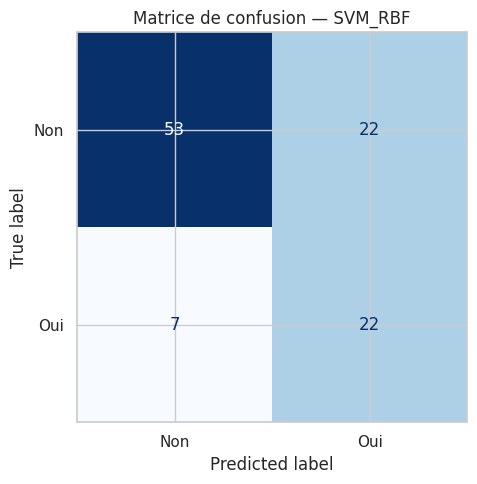 Matrice de confusion — SVM_RBF
True label
Non
53
22
Oui
7
22
Non
Oui
Predicted label